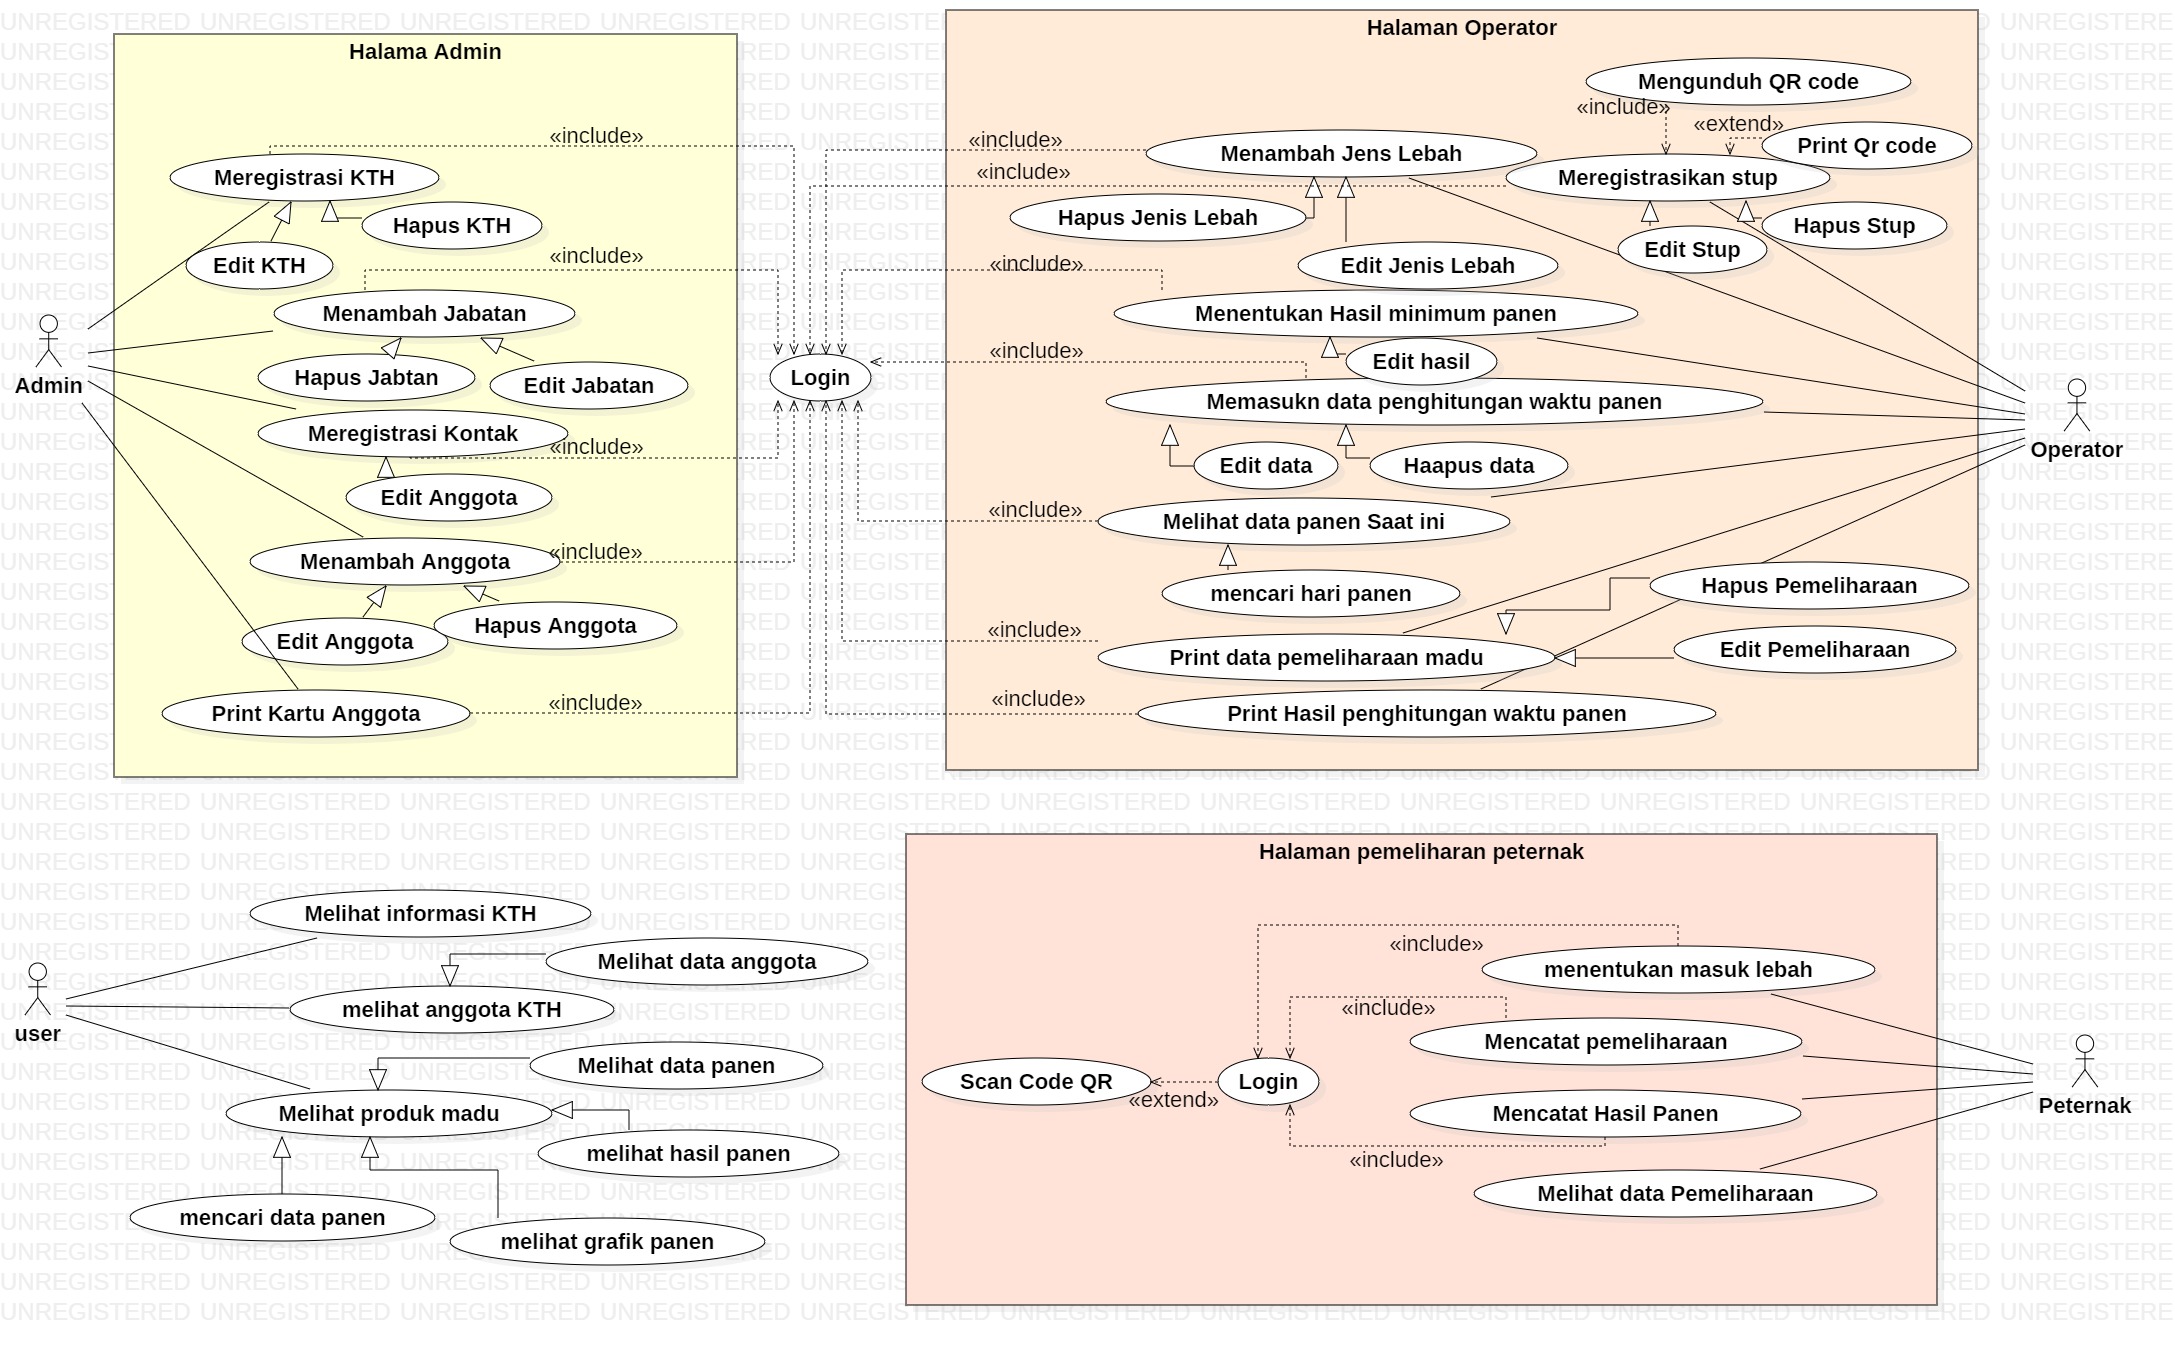 Halama Admin
«include»
Meregistrasi KTH
Hapus KTH
Edit KTH
«include»
Menambah Jabatan
Hapus Jabtan
Edit Jabatan
Meregistrasi Kontak
«include»
Edit Anggota
Menambah Anggota
«include»
Edit Anggota
Hapus Anggota
Print Kartu Anggota
«include»
Admin
Login
Halaman Operator
Mengunduh QR code
«include»
«extend»
Print Qr code
«include»
Menambah Jens Lebah
«include»
Meregistrasikan stup
Hapus Jenis Lebah
Hapus Stup
Edit Stup
«include»
Edit Jenis Lebah
Menentukan Hasil minimum panen
«include»
Edit hasil
Memasukn data penghitungan waktu panen
Edit data
Haapus data
«include»
Melihat data panen Saat ini
mencari hari panen
Hapus Pemeliharaan
«include»
Print data pemeliharaan madu
Edit Pemeliharaan
«include»
Print Hasil penghitungan waktu panen
Operator
Melihat informasi KTH
Melihat data anggota
melihat anggota KTH
user
Melihat data panen
Melihat produk madu
melihat hasil panen
mencari data panen
melihat grafik panen
Halaman pemeliharan peternak
«include»
menentukan masuk lebah
«include»
Mencatat pemeliharaan
Scan Code QR
«extend»
Login
Mencatat Hasil Panen
«include»
Melihat data Pemeliharaan
Peternak
UNREGISTERED